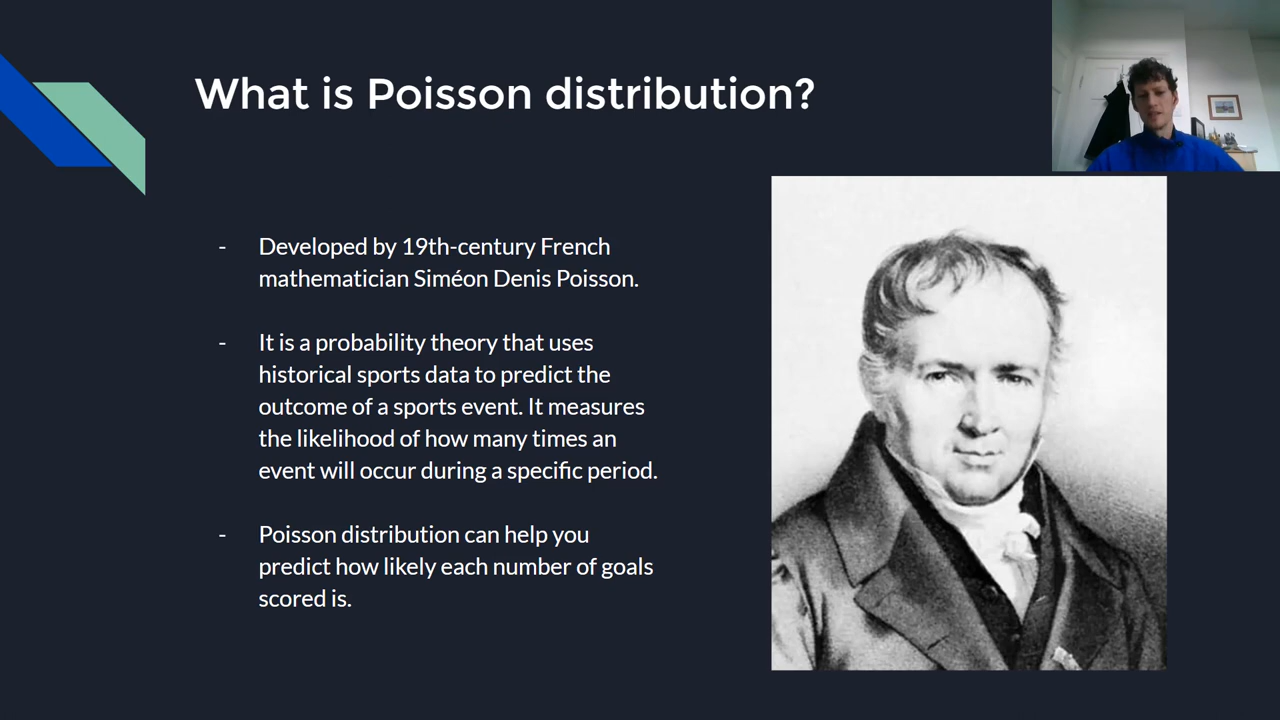 What is Poisson distribution?
- Developed by 19th-century French
mathematician Siméon Denis Poisson.
- It is a probability theory that uses
historical sports data to predict the
outcome of a sports event. It measures
the likelihood of how many times an
event will occur during a specific period.
- Poisson distribution can help you
predict how likely each number of goals
scored is.